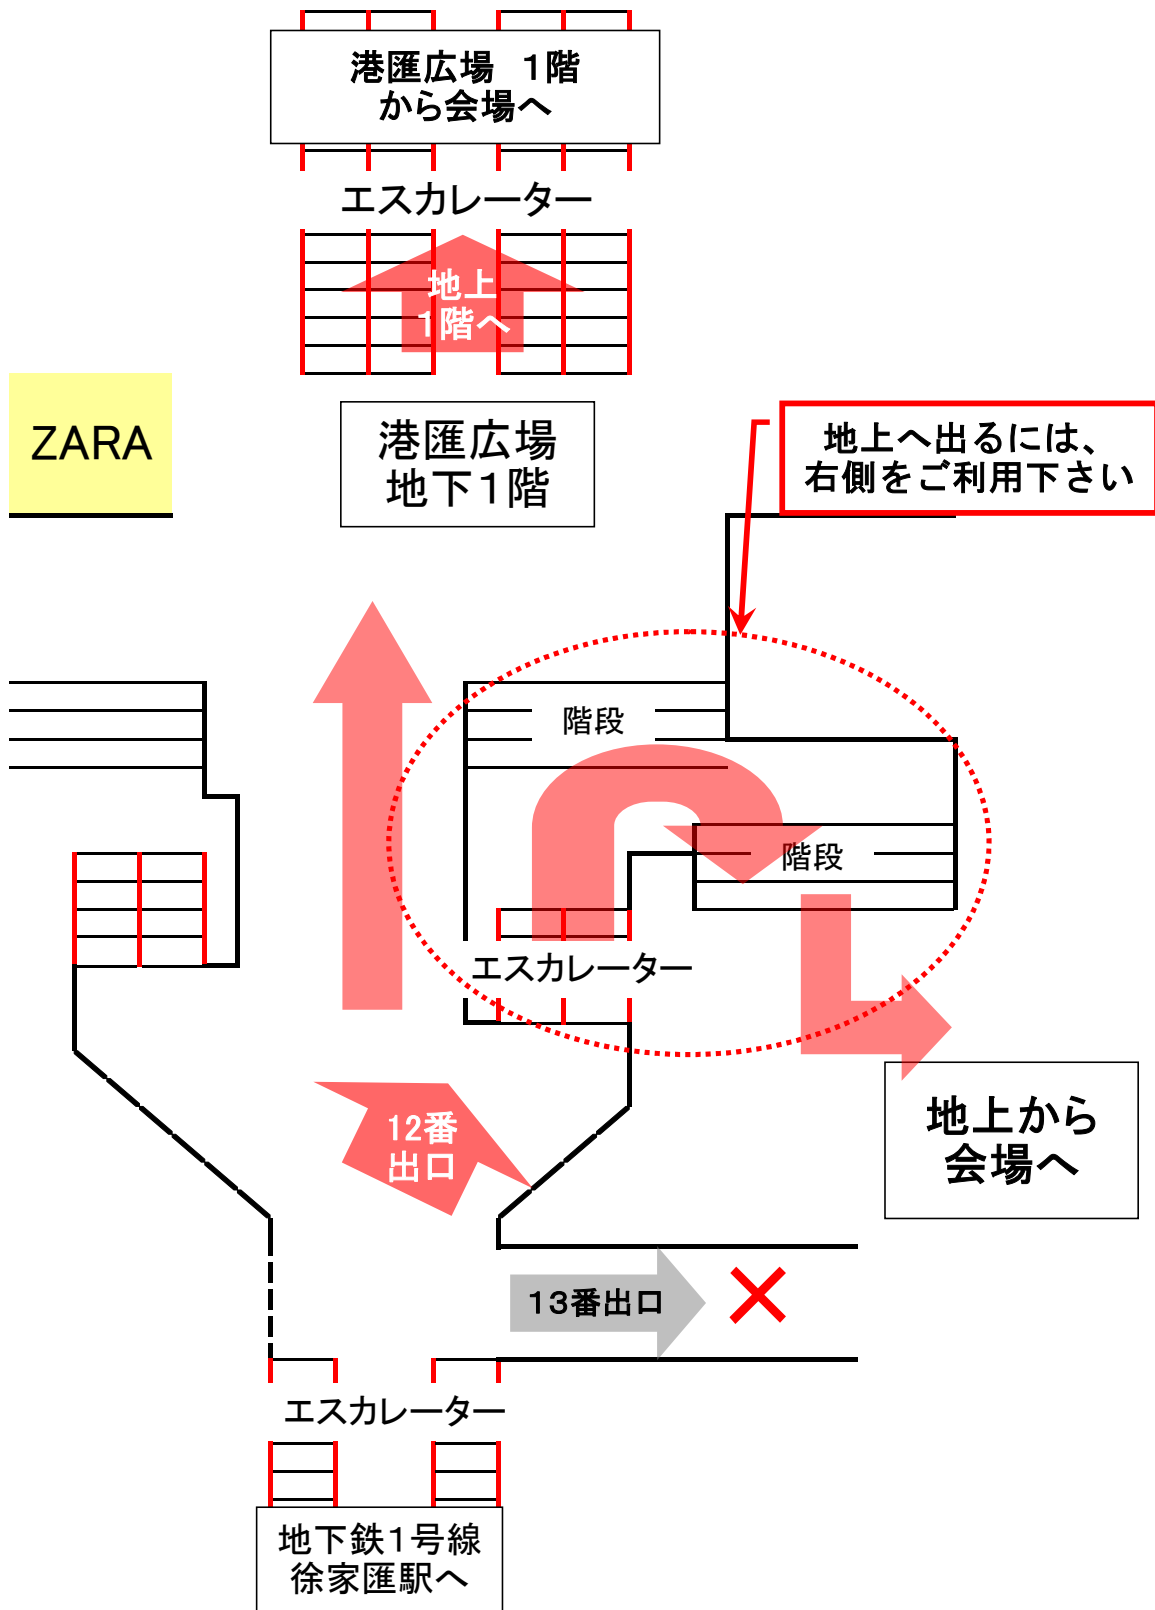 港匯広場　１階
から会場へ
エスカレーター
地上
１階へ
ZARA
港匯広場
地下１階
地上へ出るには、
右側をご利用下さい
階段
階段
エスカレーター
12番
出口
地上から
会場へ
１３番出口
エスカレーター
地下鉄１号線
徐家匯駅へ